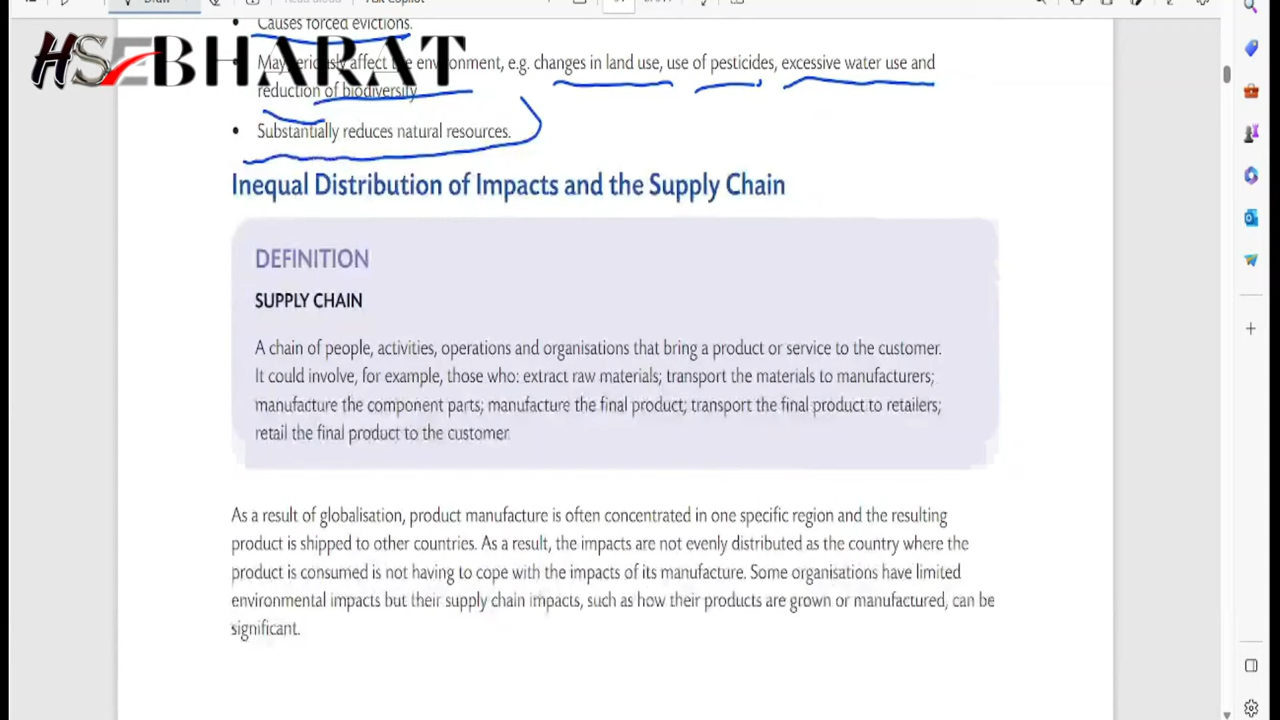 Causes forced evictions.
HSE BHARAT
May seriously affect the environment, e.g. changes in land use, use of pesticides, excessive water use and
reduction of biodiversity
Substantially reduces natural resources.
Inequal Distribution of Impacts and the Supply Chain
DEFINITION
SUPPLY CHAIN
A chain of people, activities, operations and organisations that bring a product or service to the customer.
It could involve, for example, those who: extract raw materials; transport the materials to manufacturers;
manufacture the component parts; manufacture the final product; transport the final product to retailers;
retail the final product to the customer.
As a result of globalisation, product manufacture is often concentrated in one specific region and the resulting
product is shipped to other countries. As a result, the impacts are not evenly distributed as the country where the
product is consumed is not having to cope with the impacts of its manufacture. Some organisations have limited
environmental impacts but their supply chain impacts, such as how their products are grown or manufactured, can be
significant.